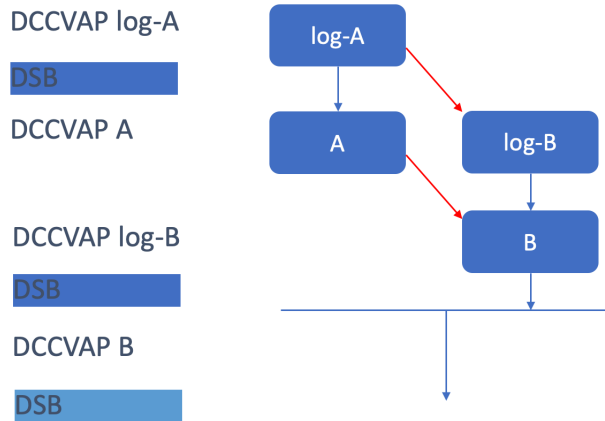 DCCVAP log-A
DSB
DCCVAP A
DCCVAP log-B
DSB
DCCVAP B
DSB
log-A
A
log-B
B